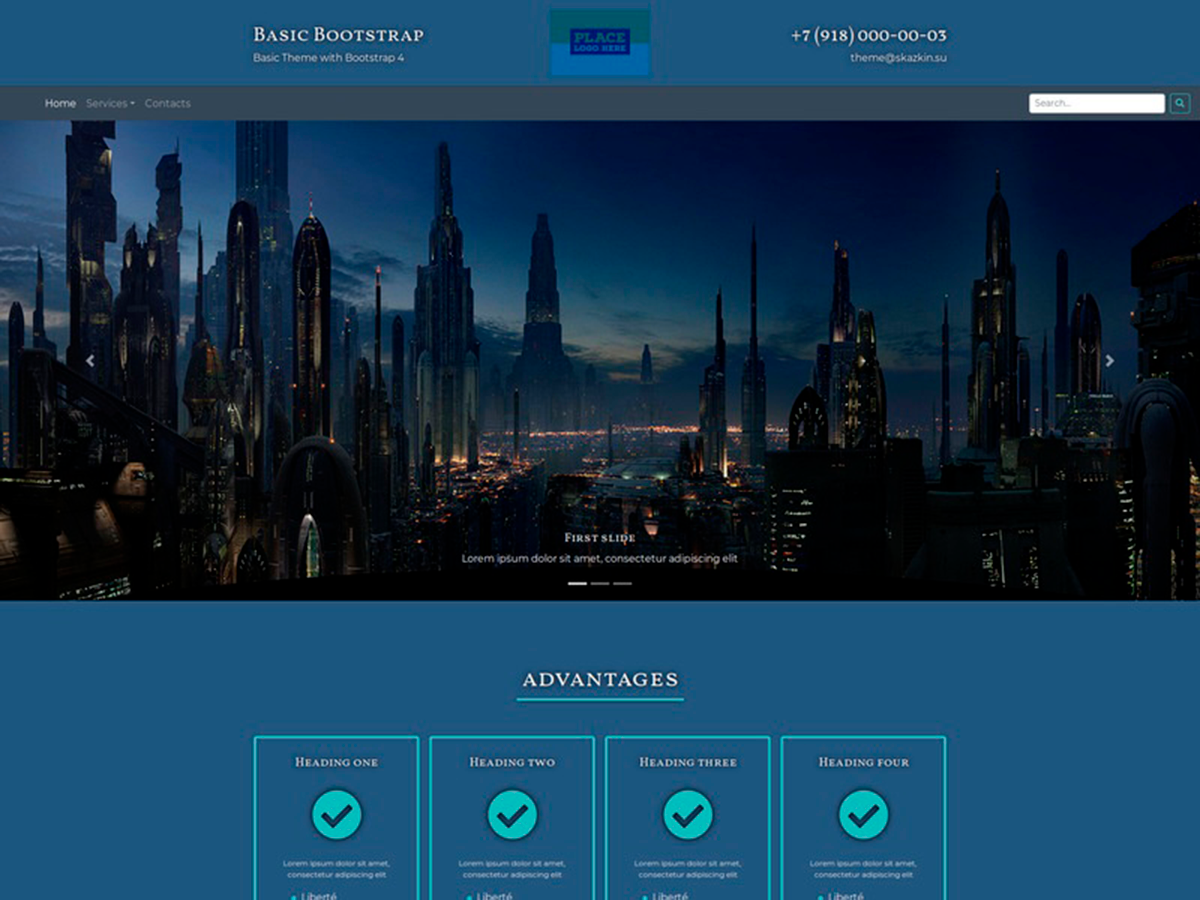 Basic Bootstrap
Basic Theme with Bootstrap 4
PLACE
LOGO HERE
+7 (918) 000-00-03
theme@skazkin.su
Home Services Contacts
Search...
First slide
Lorem ipsum dolor sit amet, consectetur adipiscing elit
ADVANTAGES
Heading one
Heading two
Heading three
Heading four
Lorem ipsum dolor sit amet,
consectetur adipiscing elit
Lorem ipsum dolor sit amet,
consectetur adipiscing elit
Lorem ipsum dolor sit amet,
consectetur adipiscing elit
Lorem ipsum dolor sit amet,
consectetur adipiscing elit
Liberté
Liberté
Liberté
Liberté